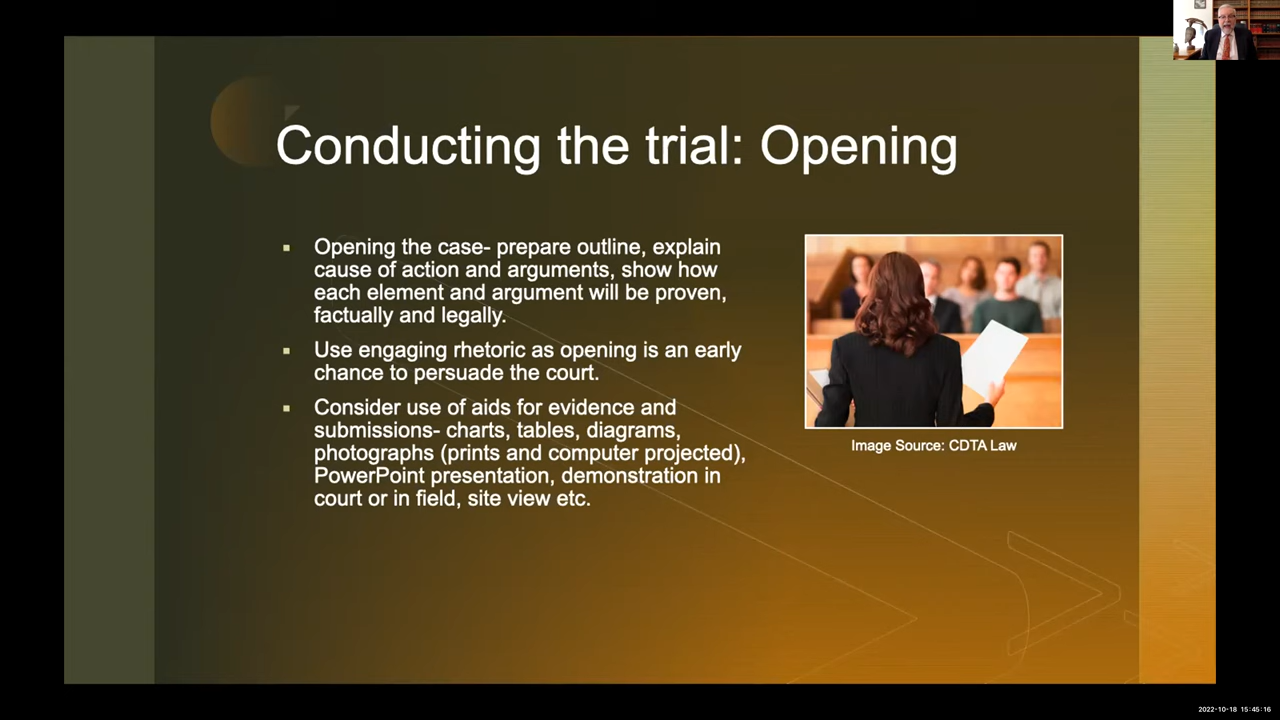 Conducting the trial: Opening
Opening the case- prepare outline, explain
cause of action and arguments, show how
each element and argument will be proven,
factually and legally.
Use engaging rhetoric as opening is an early
chance to persuade the court.
Consider use of aids for evidence and
submissions- charts, tables, diagrams,
photographs (prints and computer projected),
PowerPoint presentation, demonstration in
court or in field, site view etc.
Image Source: CDTA Law
2022-10-18 15:45:16